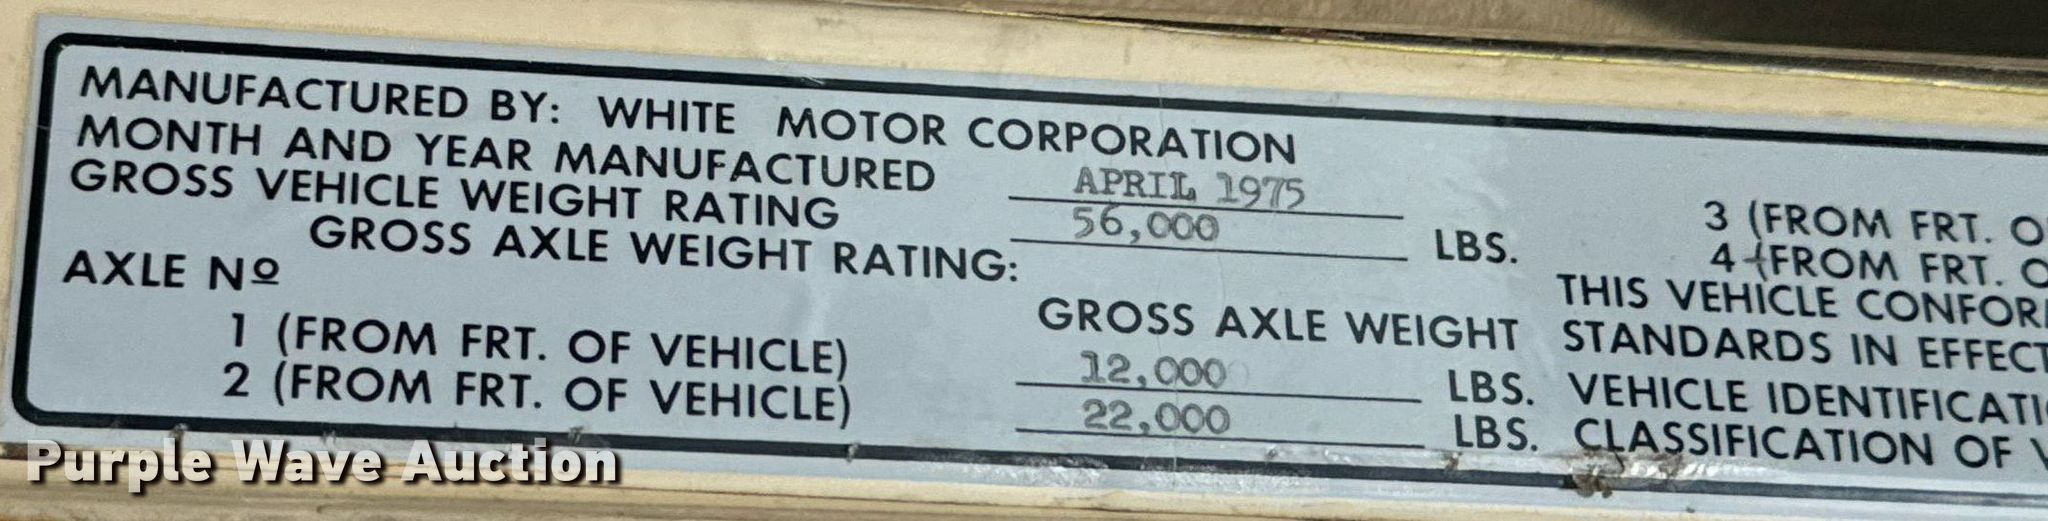 MANUFACTURED BY: WHITE MOTOR CORPORATION
MONTH AND YEAR MANUFACTURED APRIL 1975
GROSS VEHICLE WEIGHT RATING 56,000 LBS.
GROSS AXLE WEIGHT RATING:
AXLE Nº GROSS AXLE WEIGHT
1 (FROM FRT. OF VEHICLE) 12,000 LBS.
2 (FROM FRT. OF VEHICLE) 22,000 LBS.
3 (FROM FRT. O
4 (FROM FRT. O
THIS VEHICLE CONFOR
STANDARDS IN EFFECT
VEHICLE IDENTIFICATI
CLASSIFICATION OF V
Purple Wave Auction